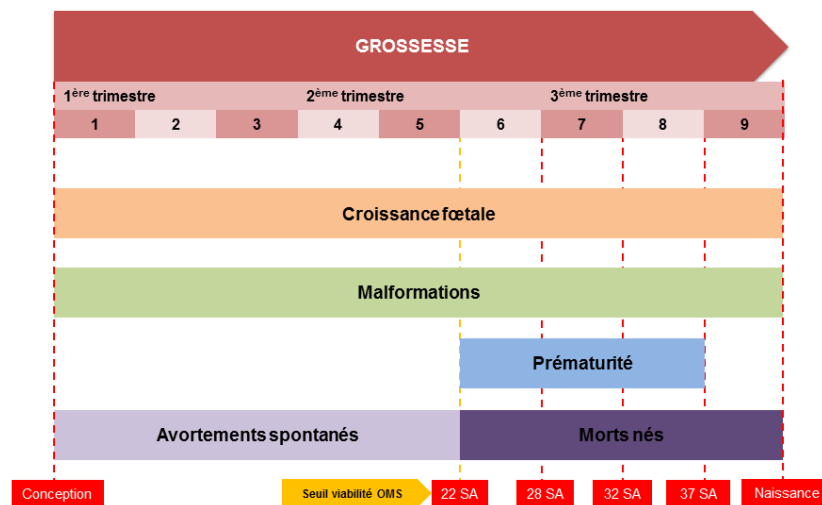 GROSSESSE
1ère trimestre 2ème trimestre 3ème trimestre
1 2 3 4 5 6 7 8 9
Croissance fœtale
Malformations
Prématurité
Avortements spontanés Morts nés
Conception Seuil viabilité OMS 22 SA 28 SA 32 SA 37 SA Naissance